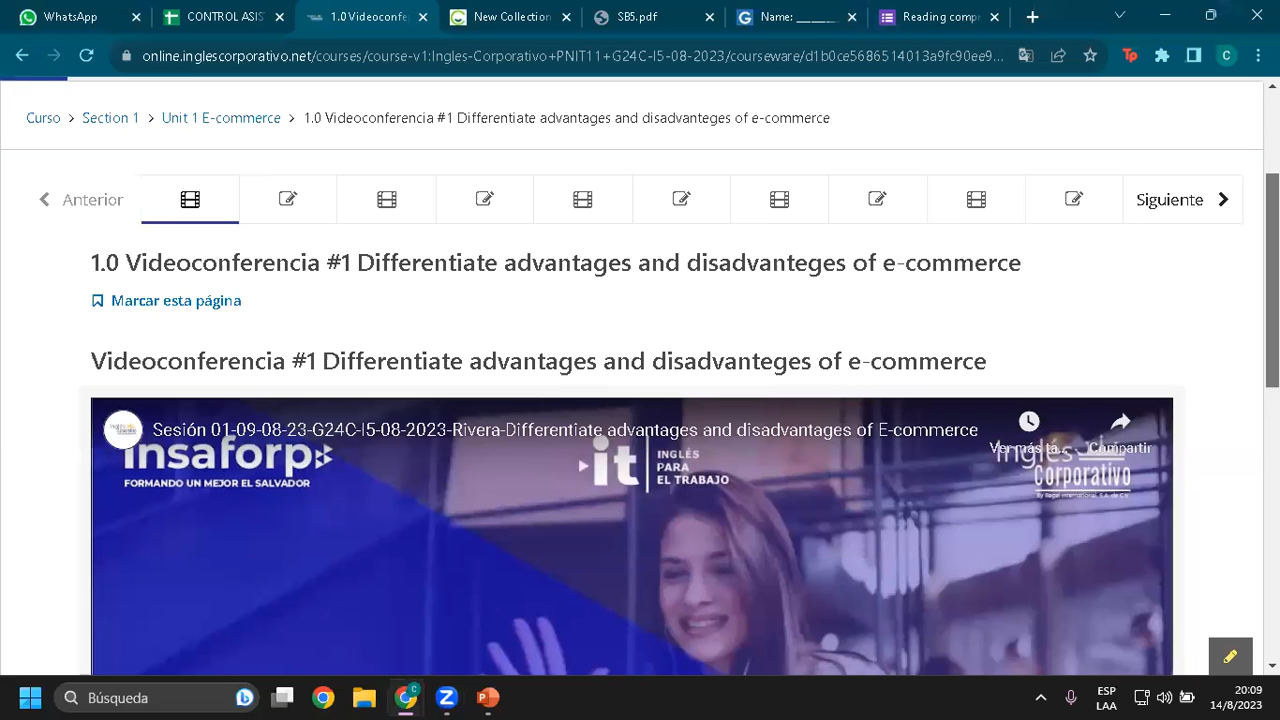 WhatsApp
CONTROL ASIS
1.0 Videoconfe
New Collection
SB5.pdf
Name: _______
Reading compr
online.inglescorporativo.net/courses/course-v1:Ingles-Corporativo+PNIT11+G24C-I5-08-2023/courseware/d1b0ce5686514013a9fc90ee9...
Curso > Section 1 > Unit 1 E-commerce > 1.0 Videoconferencia #1 Differentiate advantages and disadvanteges of e-commerce
Anterior
Siguiente
1.0 Videoconferencia #1 Differentiate advantages and disadvanteges of e-commerce
Marcar esta página
Videoconferencia #1 Differentiate advantages and disadvanteges of e-commerce
Sesión 01-09-08-23-G24C-I5-08-2023-Rivera-Differentiate advantages and disadvantages of E-commerce
Ver más ta... Compartir
insaforp
FORMANDO UN MEJOR EL SALVADOR
it
INGLÉS
PARA
EL TRABAJO
Inglés
Corporativo
Búsqueda
ESP
LAA
20:09
14/8/2023